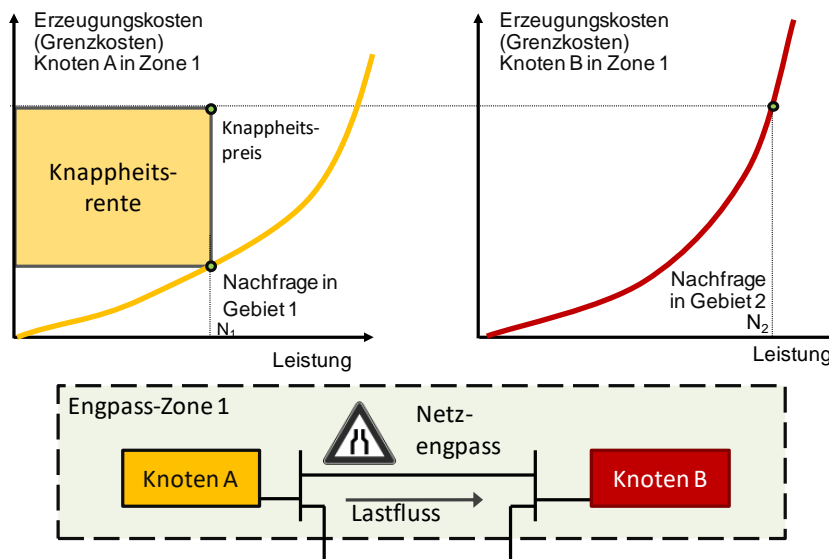 Erzeugungskosten
(Grenzkosten)
Knoten A in Zone 1
Knappheits-
preis
Knappheits-
rente
Nachfrage in
Gebiet 1
N1
Leistung
Erzeugungskosten
(Grenzkosten)
Knoten B in Zone 1
Nachfrage
in Gebiet 2
N2
Leistung
Engpass-Zone 1
Netz-
engpass
Knoten A
Knoten B
Lastfluss